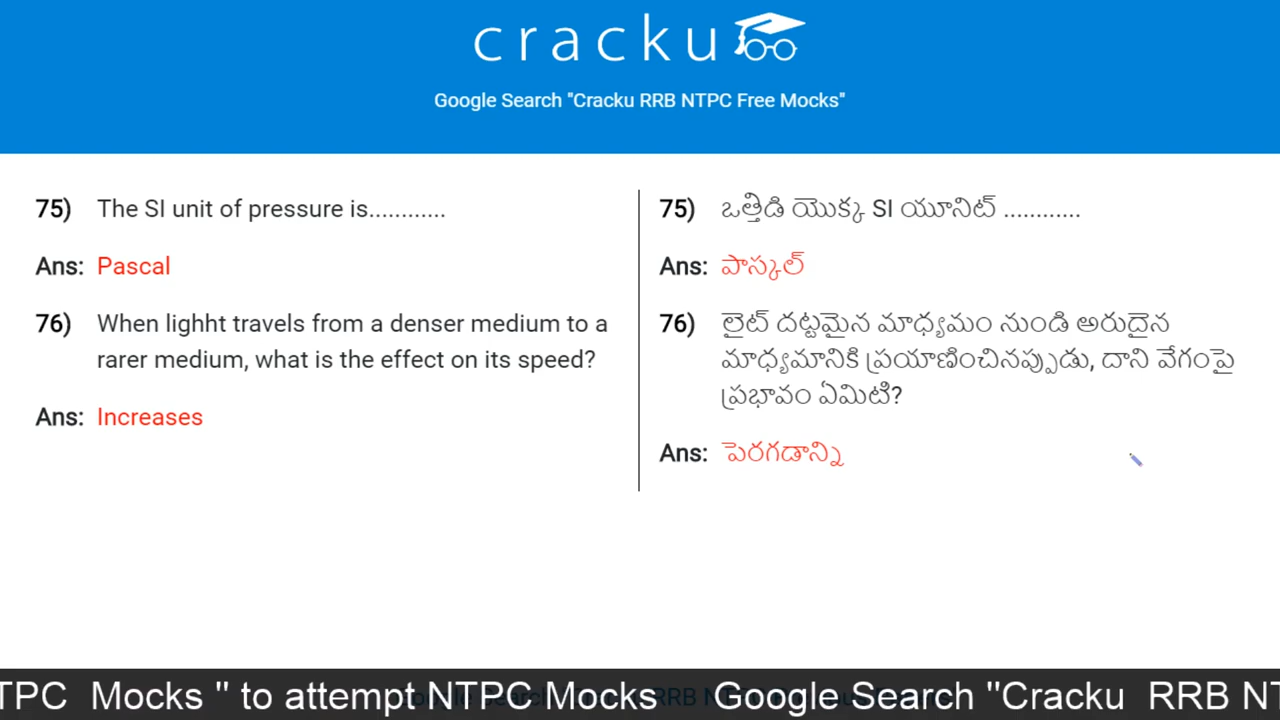 cracku
Google Search "Cracku RRB NTPC Free Mocks"
75) The SI unit of pressure is............
Ans: Pascal
76) When lighht travels from a denser medium to a
rarer medium, what is the effect on its speed?
Ans: Increases
75) ఒత్తిడి యొక్క SI యూనిట్ ............
Ans: పాస్కల్
76) లైట్ దట్టమైన మాధ్యమం నుండి అరుదైన
మాధ్యమానికి ప్రయాణించినప్పుడు, దాని వేగంపై
ప్రభావం ఏమిటి?
Ans: పెరగడాన్ని
TPC Mocks " to attempt NTPC Mocks Google Search "Cracku RRB NT